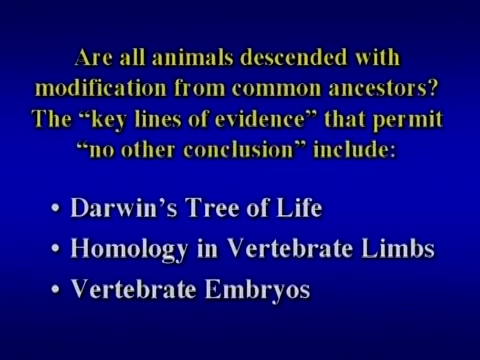 Are all animals descended with
modification from common ancestors?
The “key lines of evidence” that permit
“no other conclusion” include:
• Darwin’s Tree of Life
• Homology in Vertebrate Limbs
• Vertebrate Embryos